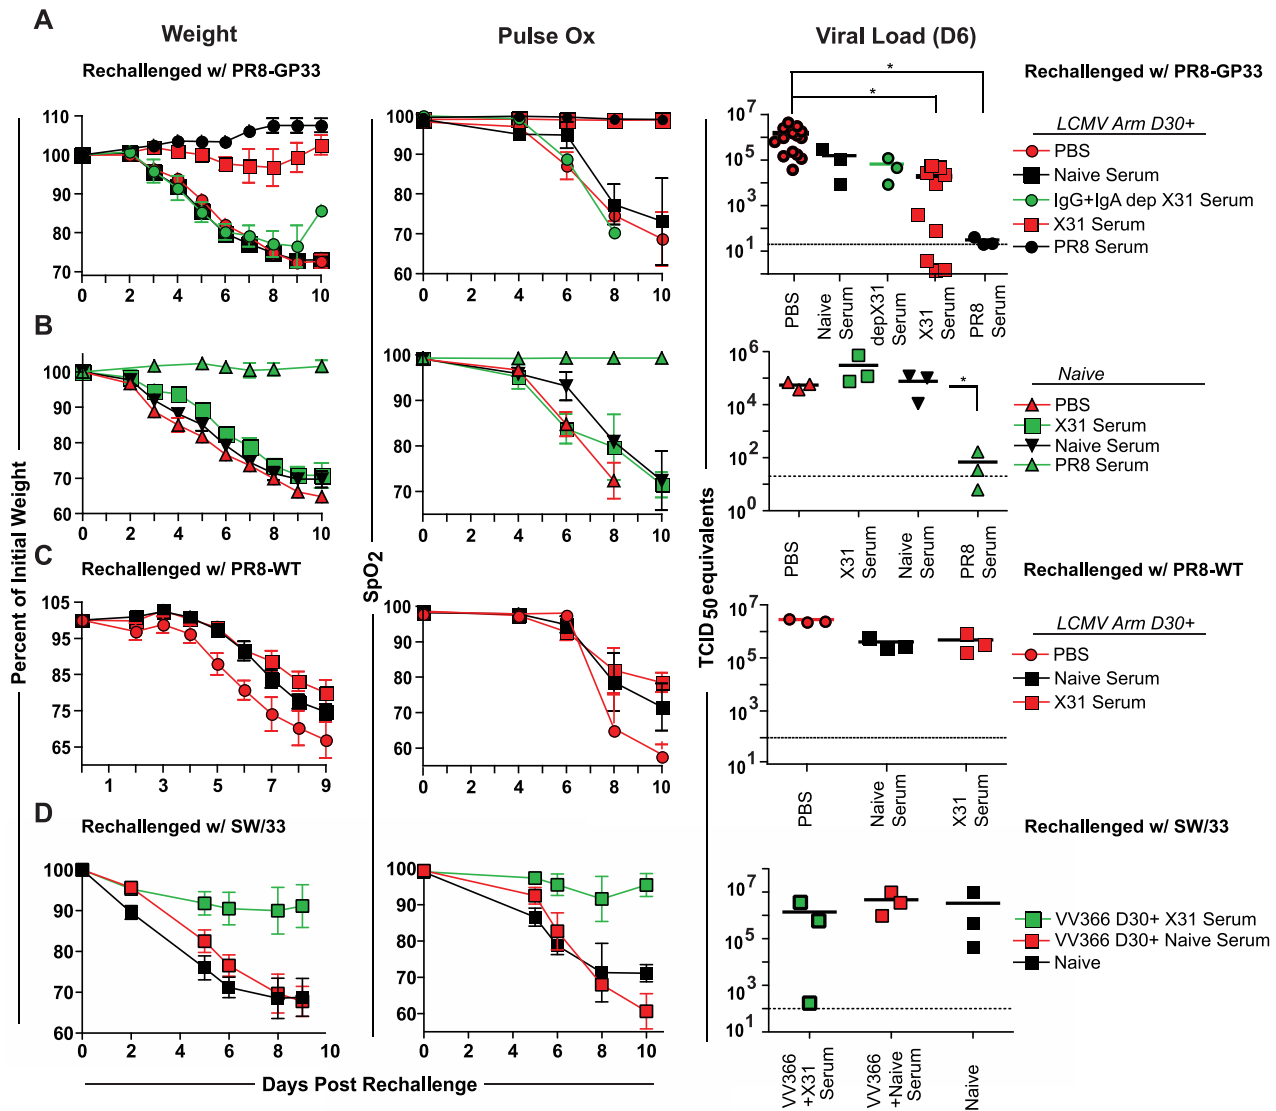 A
Weight
Pulse Ox
Viral Load (D6)
Rechallenged w/ PR8-GP33
Rechallenged w/ PR8-GP33
110
100
90
80
70
0 2 4 6 8 10
100
90
80
70
60
0 2 4 6 8 10
*
*
10^7
10^5
10^3
10^1
PBS
Naive Serum
depX31 Serum
X31 Serum
PR8 Serum
LCMV Arm D30+
PBS
Naive Serum
IgG+IgA dep X31 Serum
X31 Serum
PR8 Serum
B
100
90
80
70
60
0 2 4 6 8 10
100
90
80
70
0 2 4 6 8 10
*
10^6
10^4
10^2
10^0
PBS
X31 Serum
Naive Serum
PR8 Serum
Naive
PBS
X31 Serum
Naive Serum
PR8 Serum
Percent of Initial Weight
SpO2
TCID50 equivalents
C
Rechallenged w/ PR8-WT
Rechallenged w/ PR8-WT
105
95
85
75
65
1 3 5 7 9
100
90
80
70
60
0 2 4 6 8 10
10^7
10^5
10^3
10^1
PBS
Naive Serum
X31 Serum
LCMV Arm D30+
PBS
Naive Serum
X31 Serum
D
Rechallenged w/ SW/33
Rechallenged w/ SW/33
100
90
80
70
60
0 2 4 6 8 10
100
90
80
70
60
0 2 4 6 8 10
10^7
10^5
10^3
10^1
VV366 +X31 Serum
VV366 +Naive Serum
Naive
VV366 D30+ X31 Serum
VV366 D30+ Naive Serum
Naive
Days Post Rechallenge